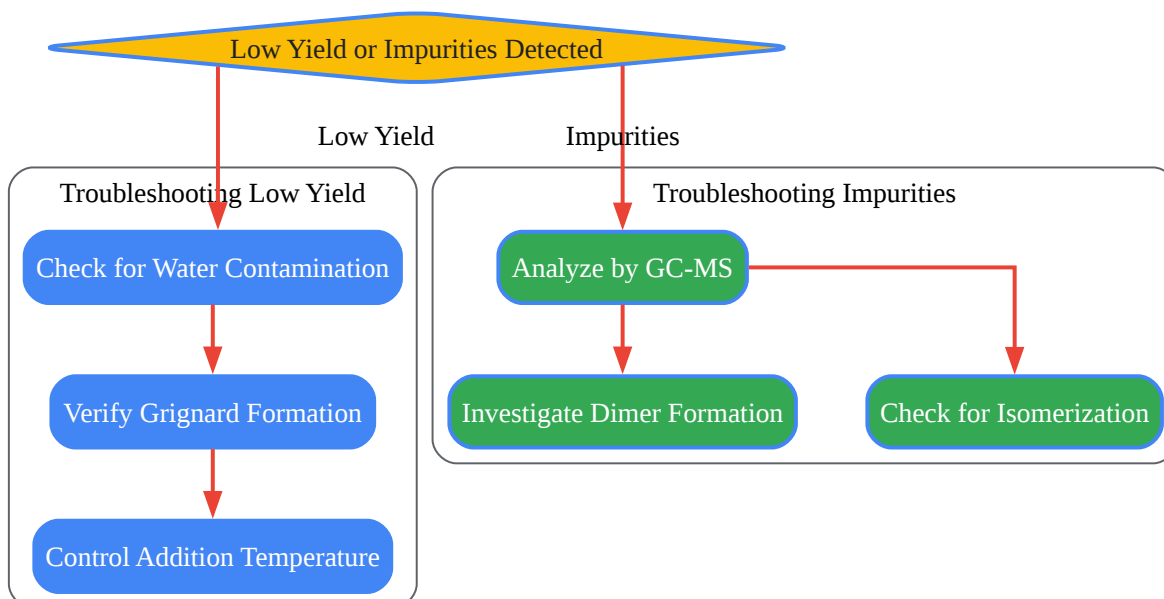 Low Yield or Impurities Detected
Low Yield
Impurities
Troubleshooting Low Yield
Troubleshooting Impurities
Check for Water Contamination
Analyze by GC-MS
Verify Grignard Formation
Investigate Dimer Formation
Check for Isomerization
Control Addition Temperature